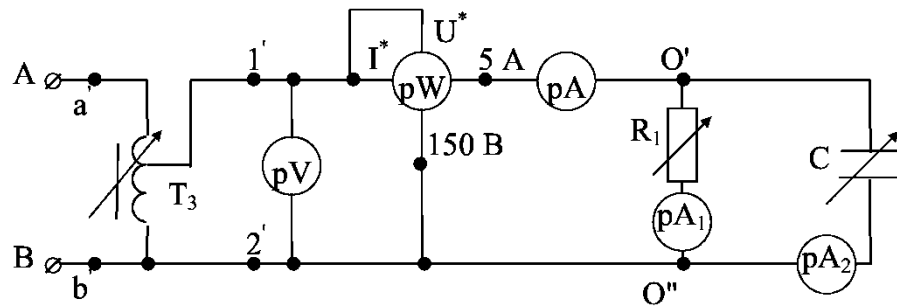 U*
1'
I*
5 A
O'
A
pW
pA
a'
R₁
150 В
C
pV
T₃
pA₁
2'
B
pA₂
b'
O"